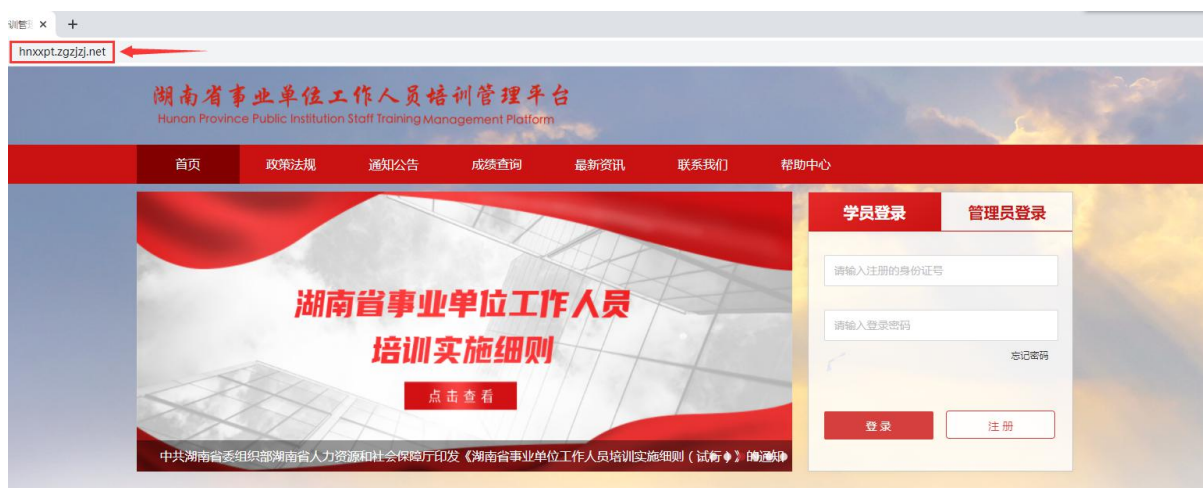 hnxxpt.zgzjzj.net
湖南省事业单位工作人员培训管理平台
Hunan Province Public Institution Staff Training Management Platform
首页 政策法规 通知公告 成绩查询 最新资讯 联系我们 帮助中心
学员登录 管理员登录
请输入注册的身份证号
湖南省事业单位工作人员
培训实施细则
请输入登录密码
忘记密码
点击查看
登 录 注 册
中共湖南省委组织部湖南省人力资源和社会保障厅印发《湖南省事业单位工作人员培训实施细则（试行）》的通知